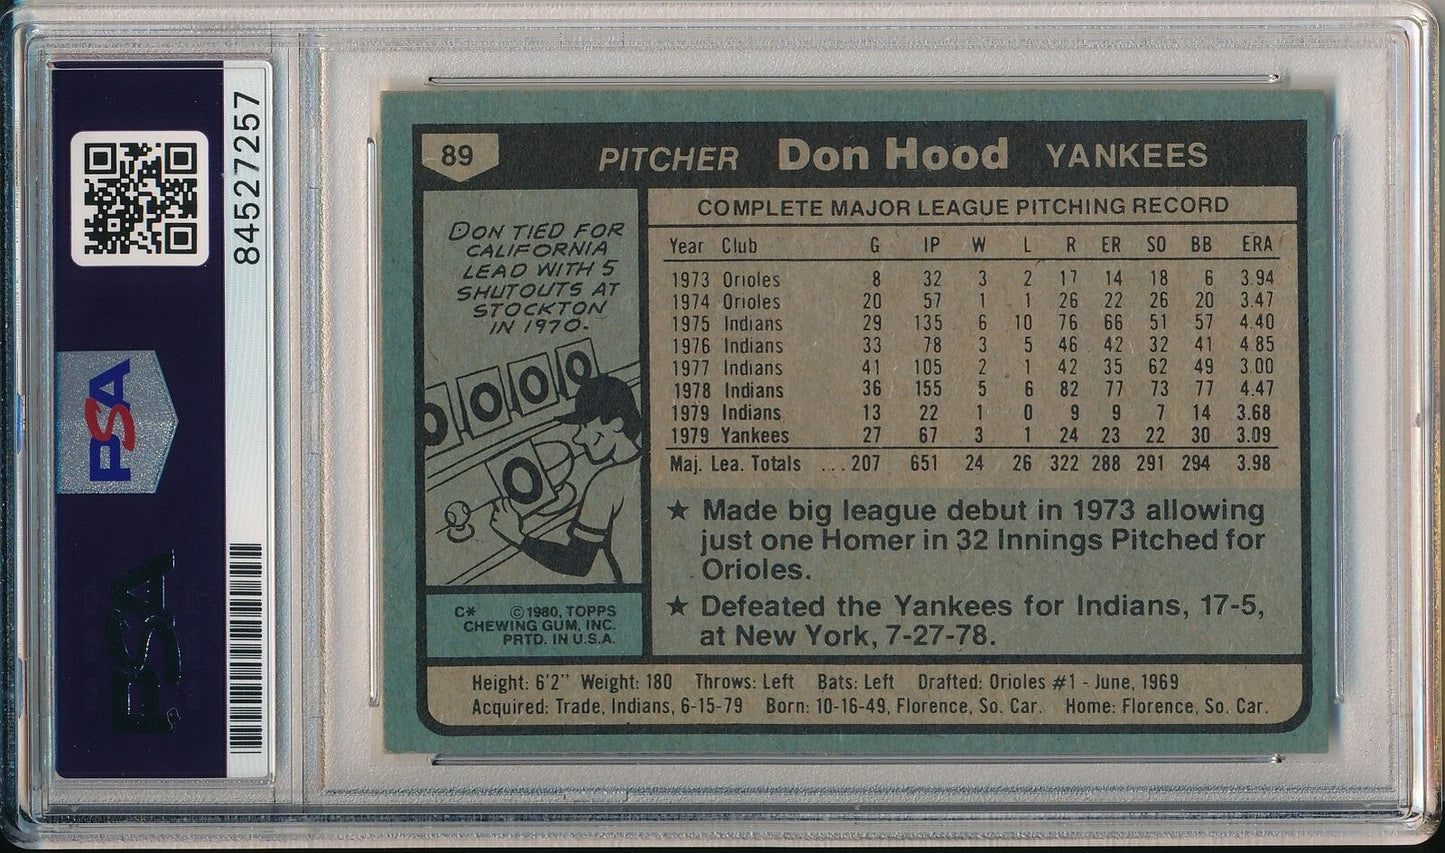 84527257
PSA
PSA
89 PITCHER Don Hood YANKEES
DON TIED FOR
CALIFORNIA
LEAD WITH 5
SHUTOUTS AT
STOCKTON
IN 1970.
0 0 0 0
0
C* ©1980, TOPPS
CHEWING GUM, INC.
PRTD. IN U.S.A.
COMPLETE MAJOR LEAGUE PITCHING RECORD
Year Club G IP W L R ER SO BB ERA
1973 Orioles 8 32 3 2 17 14 18 6 3.94
1974 Orioles 20 57 1 1 26 22 26 20 3.47
1975 Indians 29 135 6 10 76 66 51 57 4.40
1976 Indians 33 78 3 5 46 42 32 41 4.85
1977 Indians 41 105 2 1 42 35 62 49 3.00
1978 Indians 36 155 5 6 82 77 73 77 4.47
1979 Indians 13 22 1 0 9 9 7 14 3.68
1979 Yankees 27 67 3 1 24 23 22 30 3.09
Maj. Lea. Totals ...207 651 24 26 322 288 291 294 3.98
★ Made big league debut in 1973 allowing
just one Homer in 32 Innings Pitched for
Orioles.
★ Defeated the Yankees for Indians, 17-5,
at New York, 7-27-78.
Height: 6'2" Weight: 180 Throws: Left Bats: Left Drafted: Orioles #1 - June, 1969
Acquired: Trade, Indians, 6-15-79 Born: 10-16-49, Florence, So. Car. Home: Florence, So. Car.